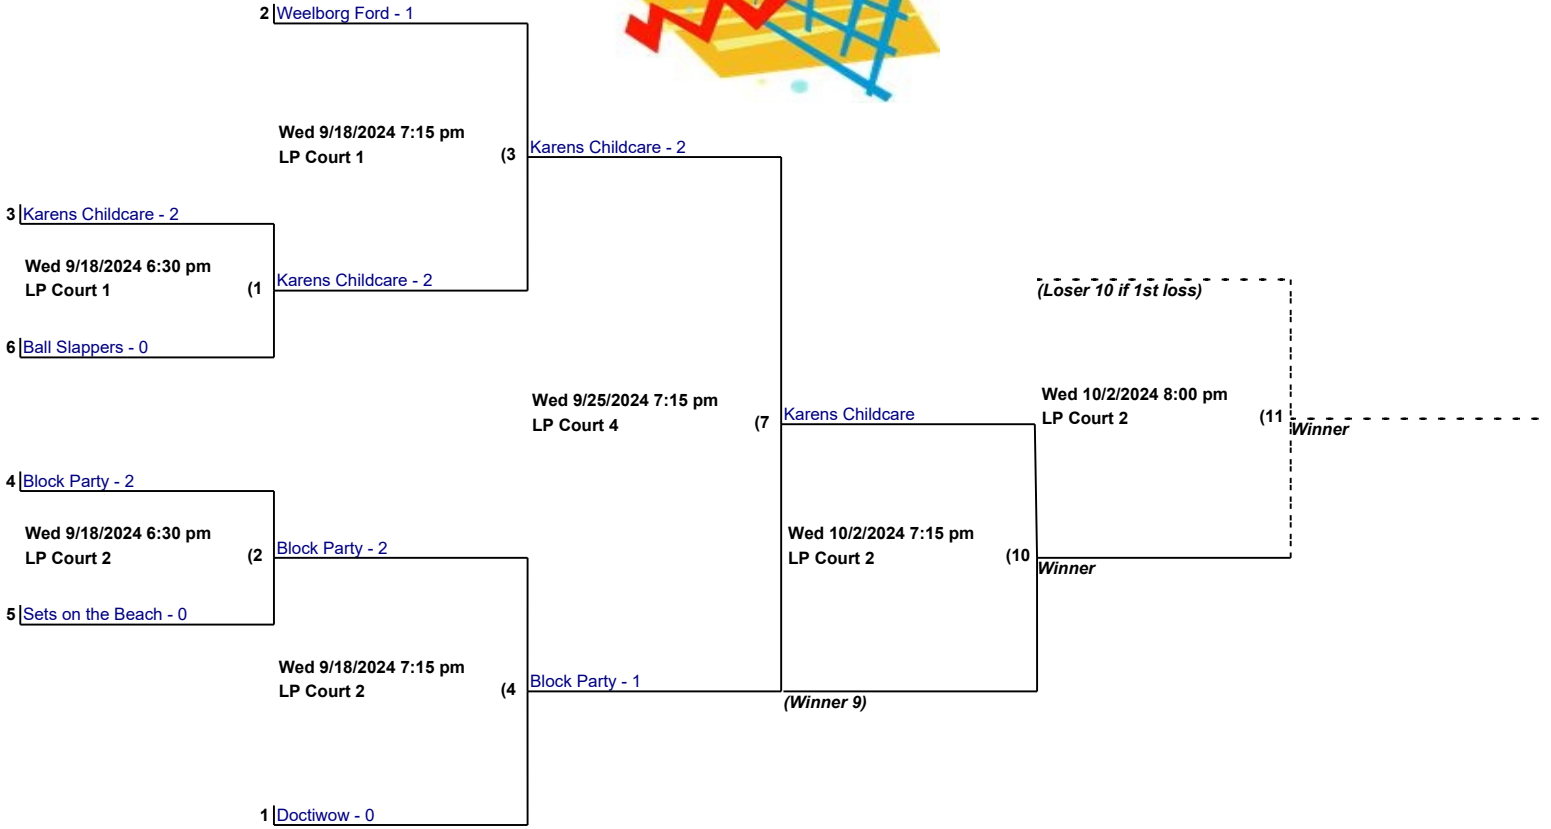 2 Weelborg Ford - 1
Wed 9/18/2024 7:15 pm
LP Court 1
(3
Karens Childcare - 2
3 Karens Childcare - 2
Wed 9/18/2024 6:30 pm
LP Court 1
(1
Karens Childcare - 2
6 Ball Slappers - 0
(Loser 10 if 1st loss)
Wed 9/25/2024 7:15 pm
LP Court 4
(7
Karens Childcare
Wed 10/2/2024 8:00 pm
LP Court 2
(11
Winner
4 Block Party - 2
Wed 9/18/2024 6:30 pm
LP Court 2
(2
Block Party - 2
5 Sets on the Beach - 0
Wed 10/2/2024 7:15 pm
LP Court 2
(10
Winner
Wed 9/18/2024 7:15 pm
LP Court 2
(4
Block Party - 1
(Winner 9)
1 Doctiwow - 0